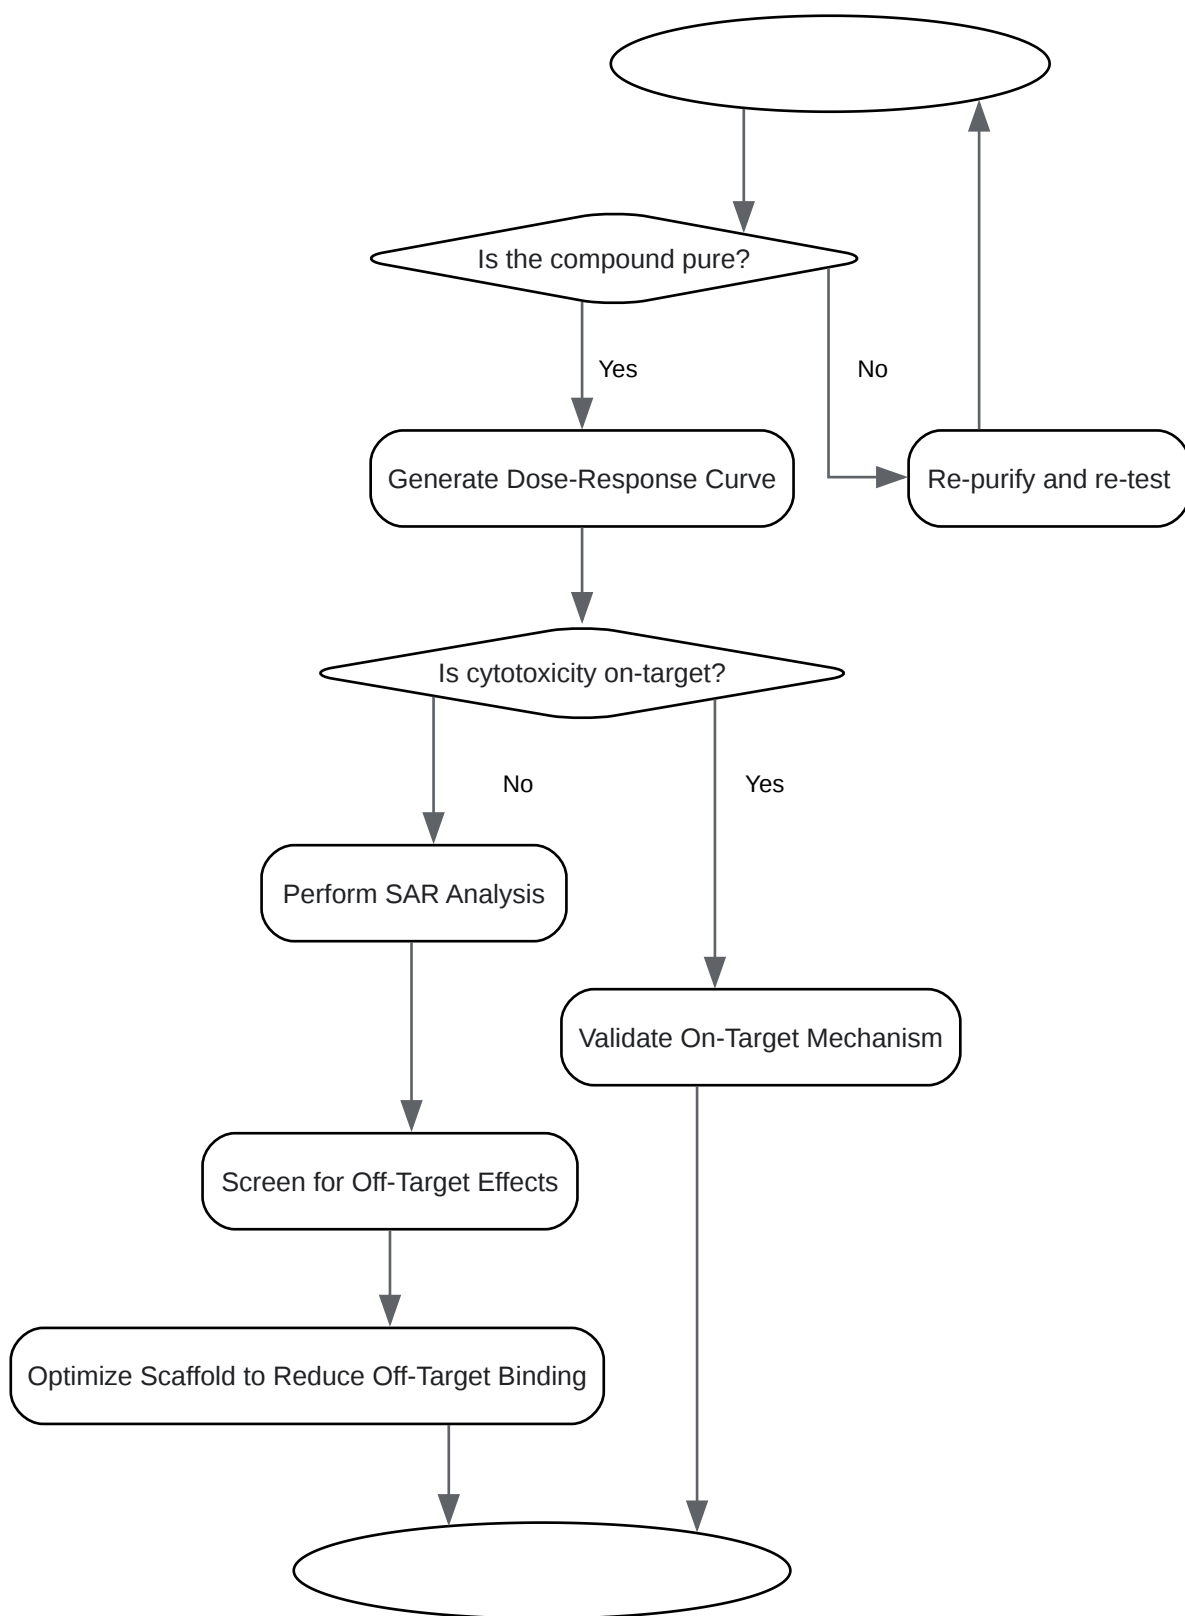 Is the compound pure?
Yes
No
Generate Dose-Response Curve
Re-purify and re-test
Is cytotoxicity on-target?
No
Yes
Perform SAR Analysis
Validate On-Target Mechanism
Screen for Off-Target Effects
Optimize Scaffold to Reduce Off-Target Binding